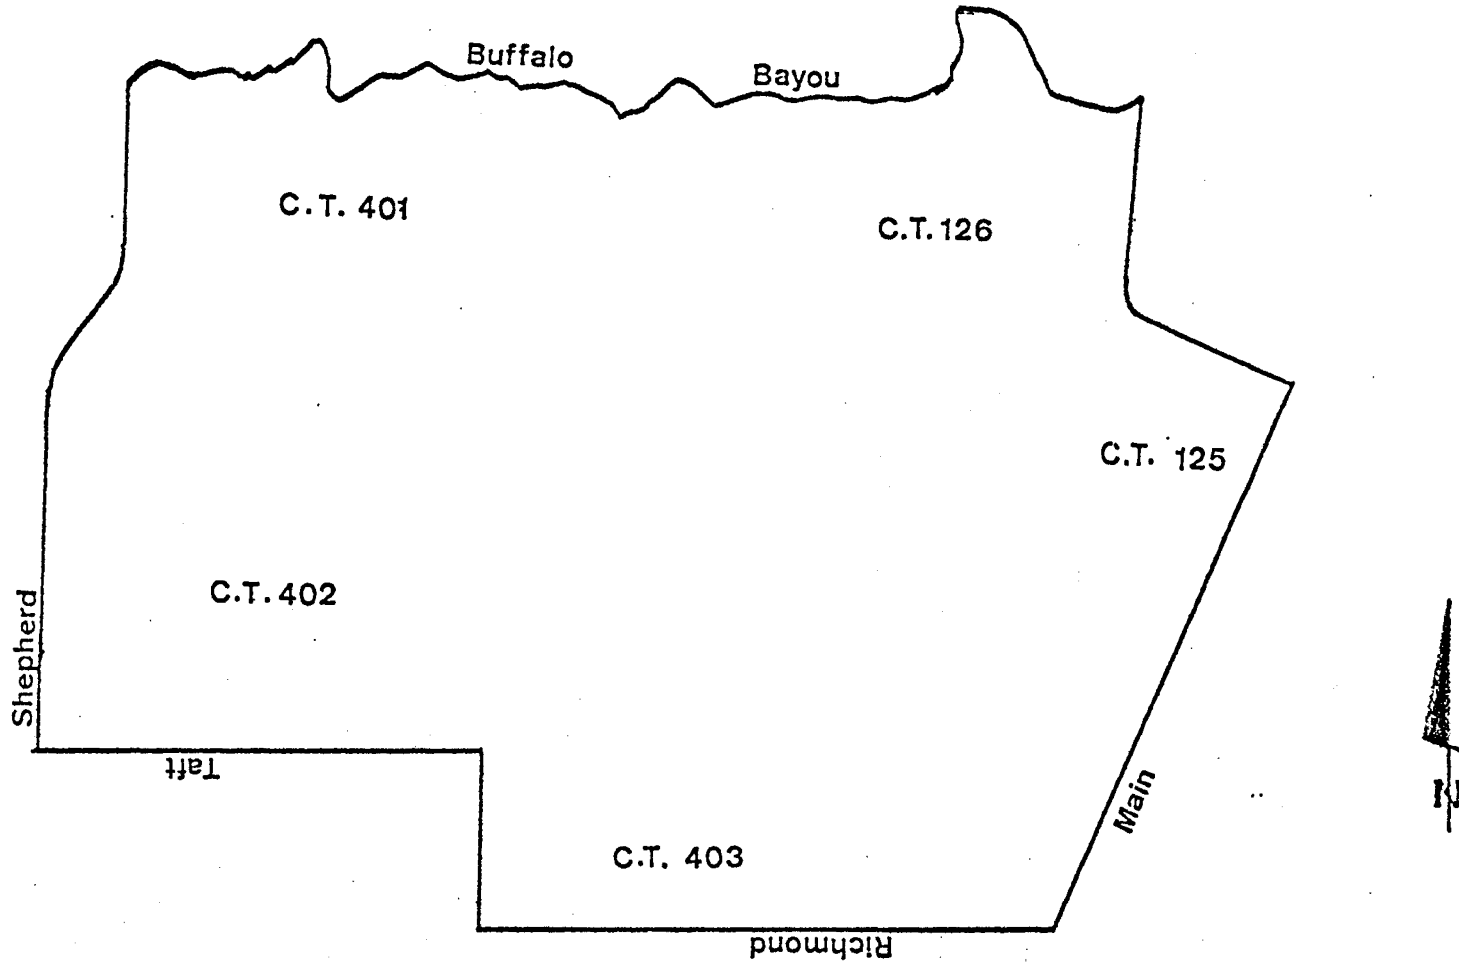 Buffalo
Bayou
C.T. 401
C.T. 126
C.T. 125
C.T. 402
Shepherd
Taft
Main
C.T. 403
Richmond
N